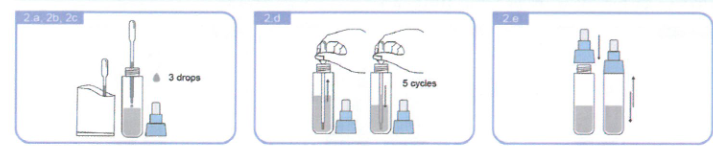 2.a, 2b, 2c
3 drops
2.d
5 cycles
2.e